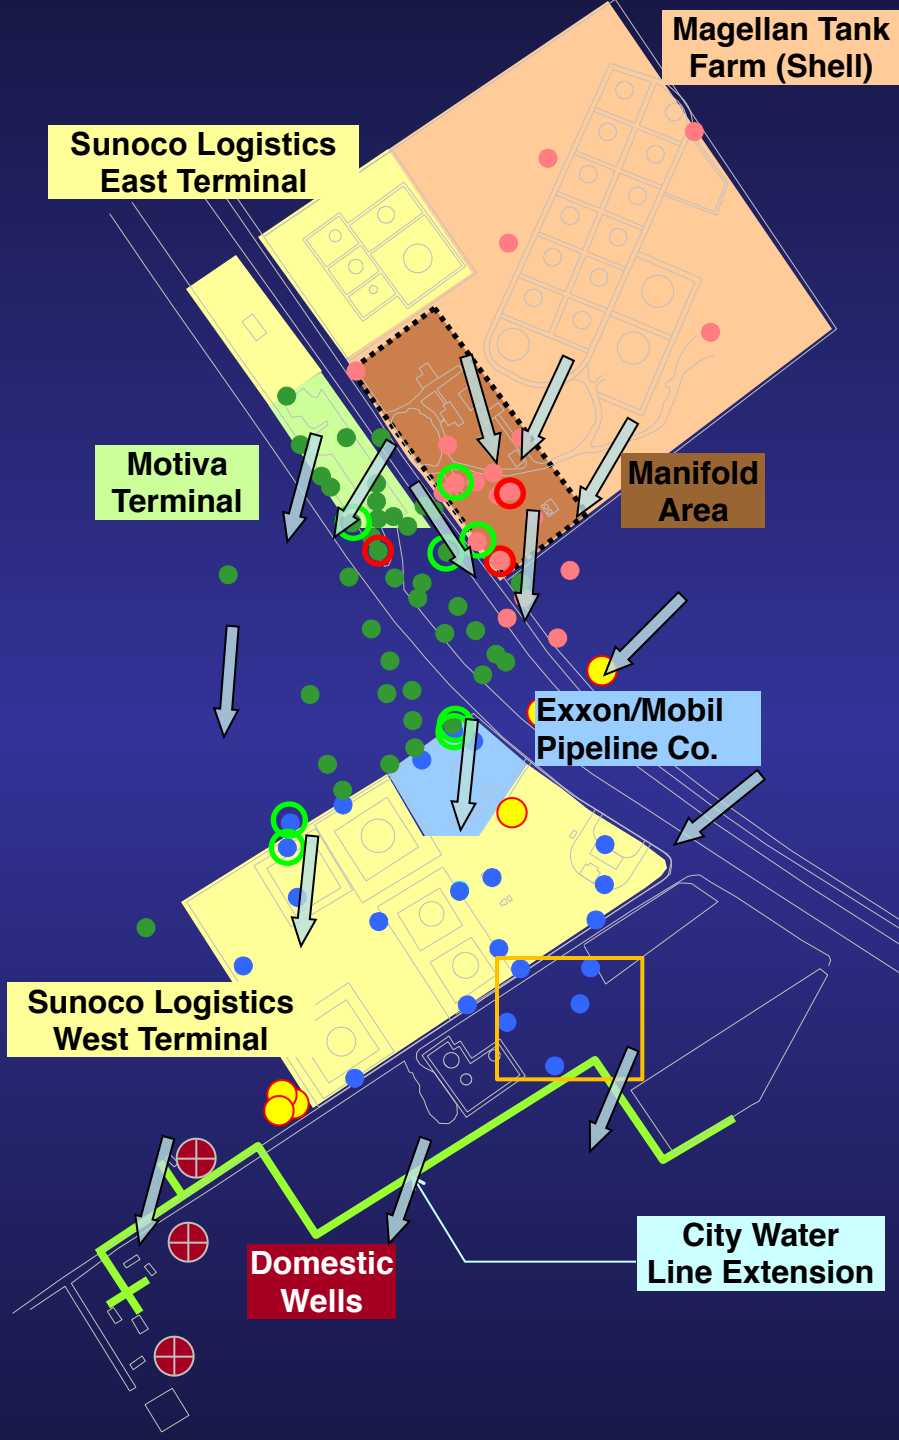 Magellan Tank
Farm (Shell)
Sunoco Logistics
East Terminal
Motiva
Terminal
Manifold
Area
Exxon/Mobil
Pipeline Co.
Sunoco Logistics
West Terminal
City Water
Line Extension
Domestic
Wells